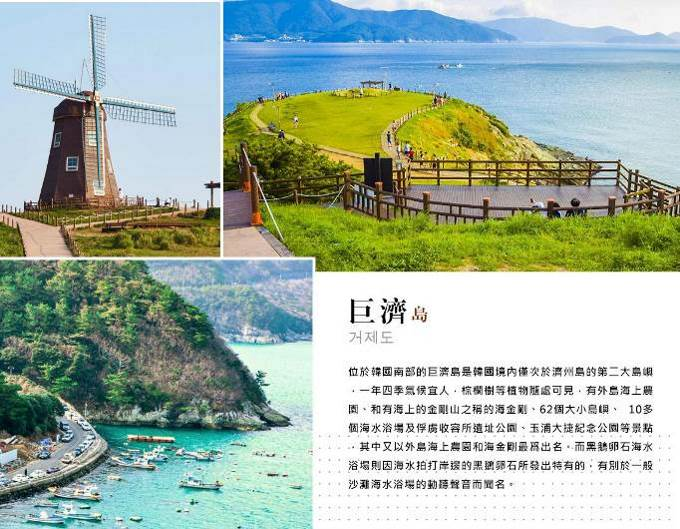 巨濟島
거제도
位於韓國南部的巨濟島是韓國境內僅次於濟州島的第二大島嶼
，一年四季氣候宜人，棕櫚樹等植物隨處可見，有外島海上農
園、和有海上的金剛山之稱的海金剛、62個大小島嶼、 10多
個海水浴場及俘虜收容所遺址公園、玉浦大捷紀念公園等景點
，其中又以外島海上農園和海金剛最爲出名，而黑鵝卵石海水
浴場則因海水拍打岸邊的黑鵝卵石所發出特有的，有別於一般
沙灘海水浴場的動聽聲音而聞名。